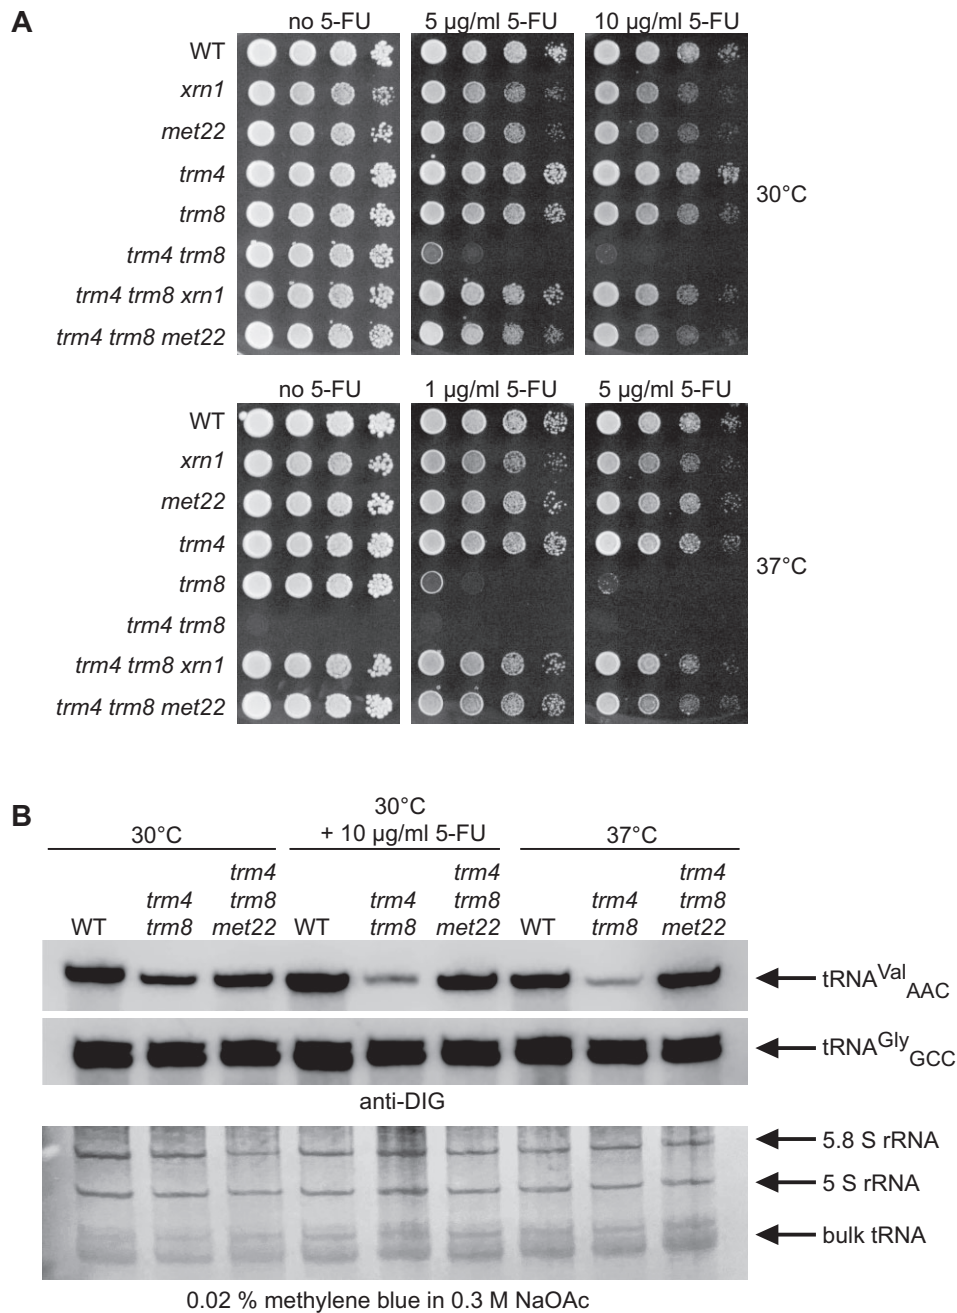 A
no 5-FU 5 µg/ml 5-FU 10 µg/ml 5-FU
WT
xrn1
met22
trm4
30°C
trm8
trm4 trm8
trm4 trm8 xrn1
trm4 trm8 met22
no 5-FU 1 µg/ml 5-FU 5 µg/ml 5-FU
WT
xrn1
met22
trm4
37°C
trm8
trm4 trm8
trm4 trm8 xrn1
trm4 trm8 met22
B
30°C
30°C
+ 10 µg/ml 5-FU
37°C
WT
trm4
trm8
trm4
trm8
met22
WT
trm4
trm8
trm4
trm8
met22
WT
trm4
trm8
trm4
trm8
met22
tRNAVal AAC
tRNAGly GCC
anti-DIG
5.8 S rRNA
5 S rRNA
bulk tRNA
0.02 % methylene blue in 0.3 M NaOAc